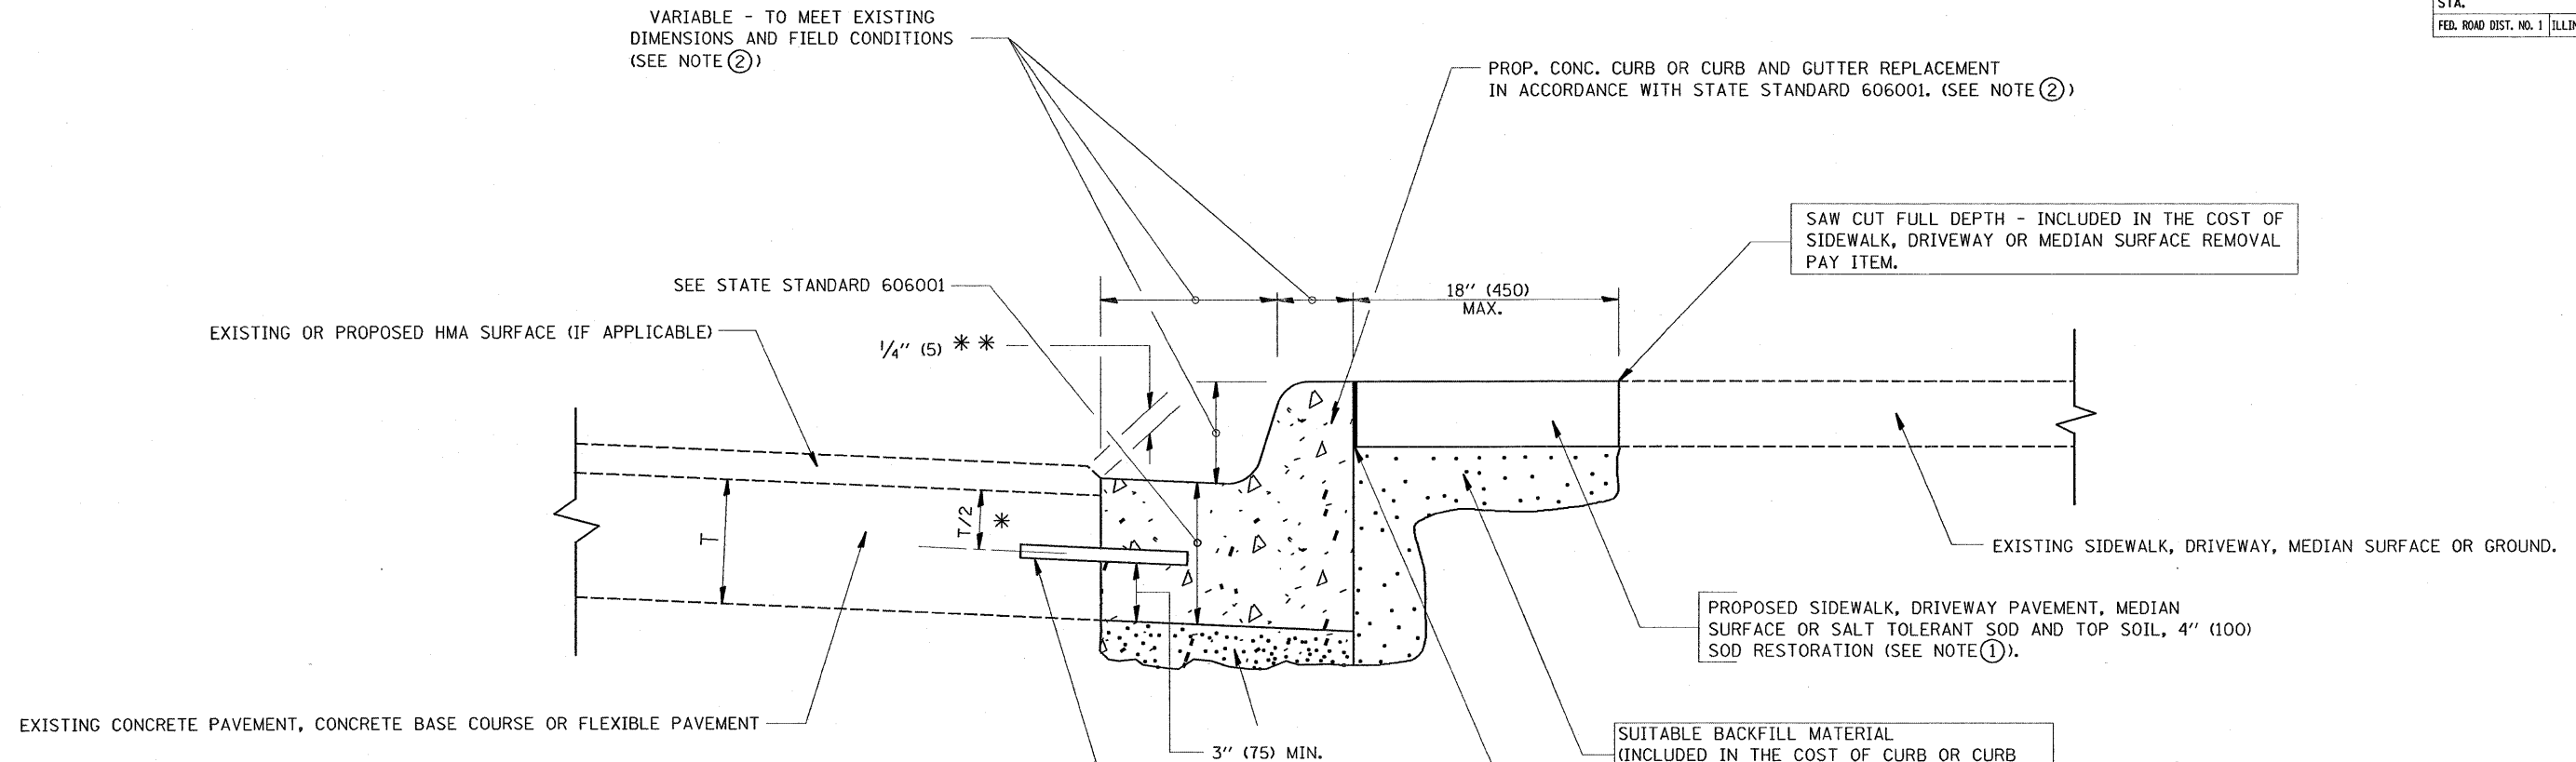 STA.
FED. ROAD DIST. NO. 1
VARIABLE - TO MEET EXISTING
DIMENSIONS AND FIELD CONDITIONS
(SEE NOTE ②)
PROP. CONC. CURB OR CURB AND GUTTER REPLACEMENT
IN ACCORDANCE WITH STATE STANDARD 606001. (SEE NOTE ②)
SAW CUT FULL DEPTH - INCLUDED IN THE COST OF
SIDEWALK, DRIVEWAY OR MEDIAN SURFACE REMOVAL
PAY ITEM.
SEE STATE STANDARD 606001
18" (450)
MAX.
EXISTING OR PROPOSED HMA SURFACE (IF APPLICABLE)
1/4" (5) * *
T
T/2 *
EXISTING SIDEWALK, DRIVEWAY, MEDIAN SURFACE OR GROUND.
PROPOSED SIDEWALK, DRIVEWAY PAVEMENT, MEDIAN
SURFACE OR SALT TOLERANT SOD AND TOP SOIL, 4" (100)
SOD RESTORATION (SEE NOTE ①).
EXISTING CONCRETE PAVEMENT, CONCRETE BASE COURSE OR FLEXIBLE PAVEMENT
3" (75) MIN.
SUITABLE BACKFILL MATERIAL
(INCLUDED IN THE COST OF CURB OR CURB